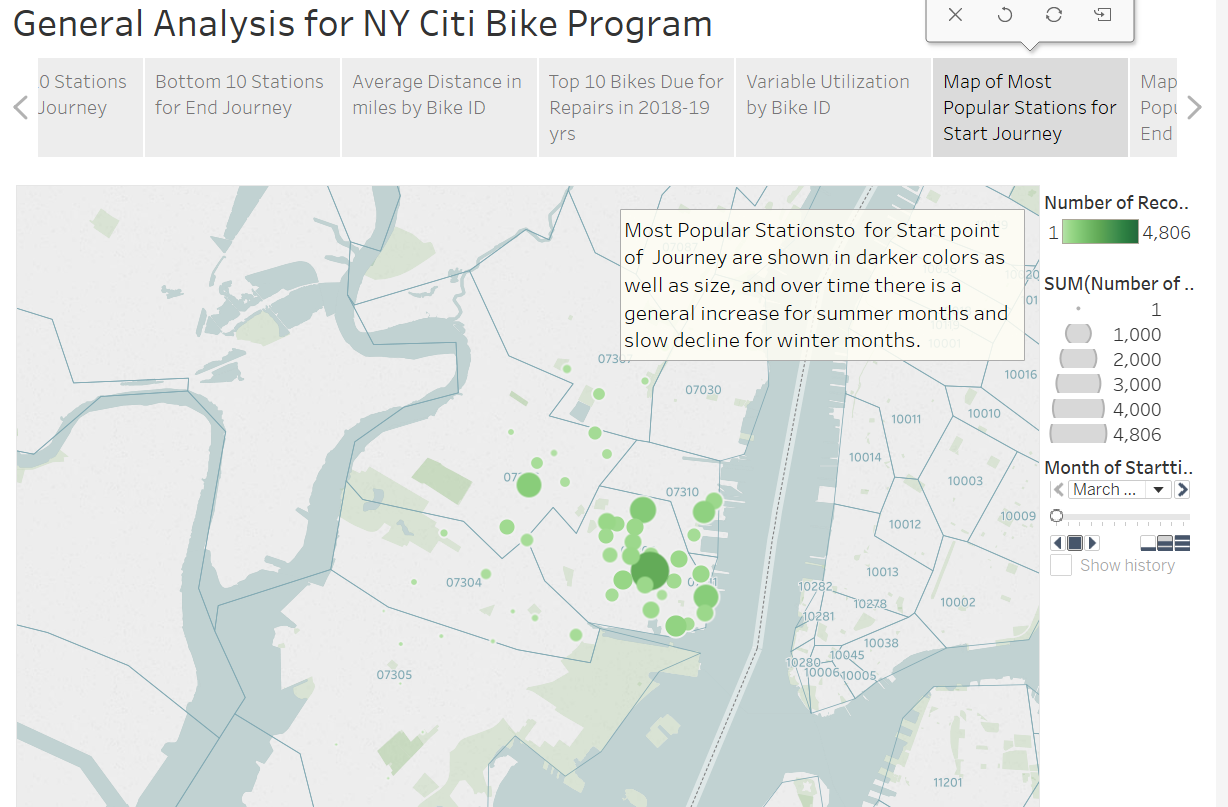 General Analysis for NY Citi Bike Program
0 Stations
Journey
Bottom 10 Stations
for End Journey
Average Distance in
miles by Bike ID
Top 10 Bikes Due for
Repairs in 2018-19
yrs
Variable Utilization
by Bike ID
Map of Most
Popular Stations for
Start Journey
Map
Popu
End
Most Popular Stationsto  for Start point
of  Journey are shown in darker colors as
well as size, and over time there is a
general increase for summer months and
slow decline for winter months.
Number of Reco..
1 4,806
SUM(Number of ..
1
1,000
2,000
3,000
4,000
4,806
Month of Startti..
March ...
Show history
07030
10016
10011
10010
10014
07310
10003
10009
10012
07304
10013
10282
10278
10002
10281
10038
10045
10280
10006
10005
07305
11201